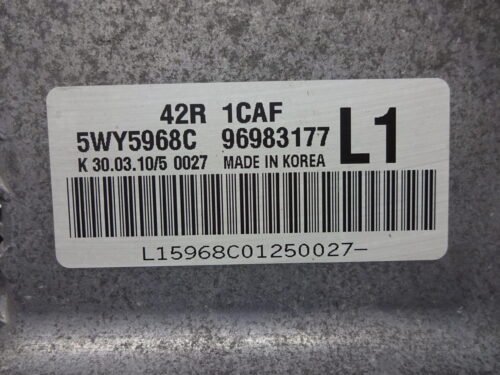 42R 1CAF
5WY5968C 96983177 L1
K 30.03.10/5 0027 MADE IN KOREA
L15968C01250027-